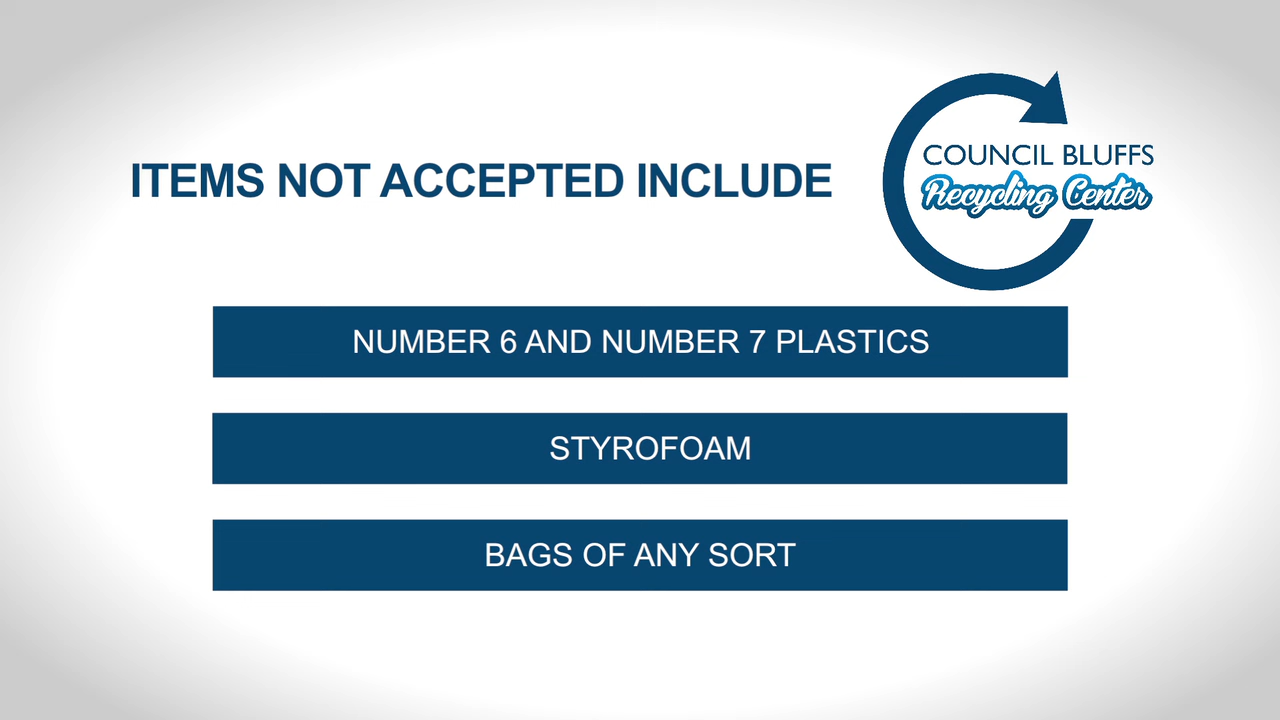 ITEMS NOT ACCEPTED INCLUDE
COUNCIL BLUFFS
Recycling Center
NUMBER 6 AND NUMBER 7 PLASTICS
STYROFOAM
BAGS OF ANY SORT